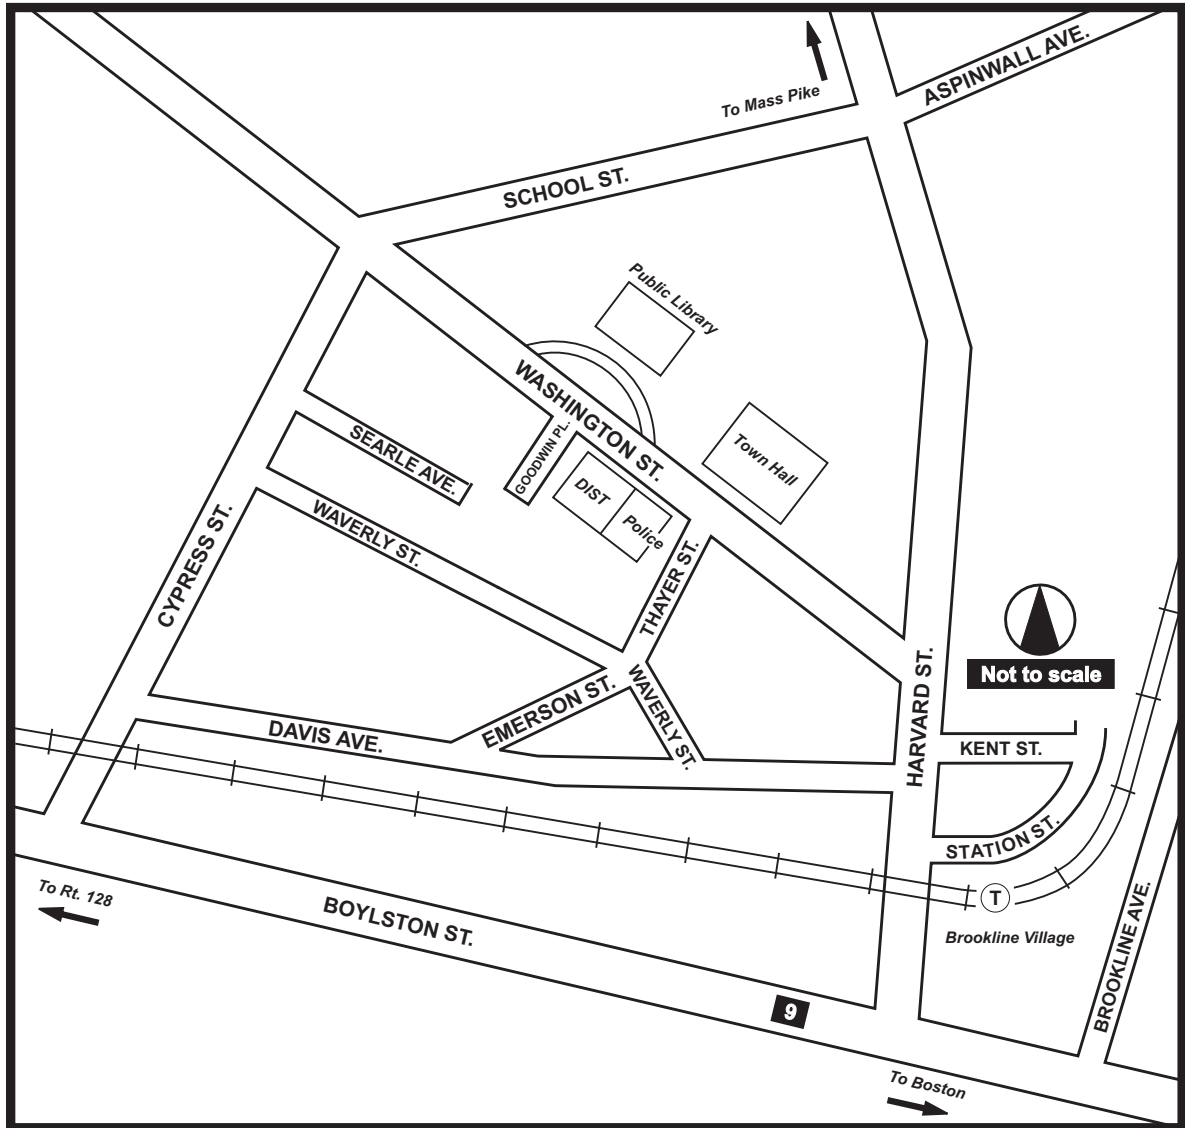 ASPINWALL AVE.
To Mass Pike
SCHOOL ST.
Public Library
WASHINGTON ST.
GOODWIN PL.
SEARLE AVE.
Town Hall
DIST
Police
WAVERLY ST.
CYPRESS ST.
THAYER ST.
Not to scale
EMERSON ST.
WAVERLY ST.
HARVARD ST.
DAVIS AVE.
KENT ST.
STATION ST.
To Rt. 128
T
BOYLSTON ST.
Brookline Village
BROOKLINE AVE.
9
To Boston